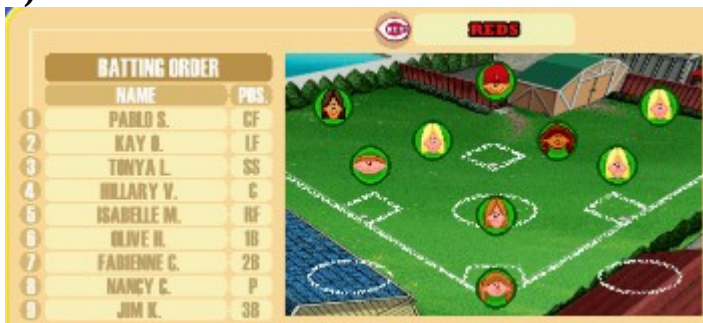 REDS
BATTING ORDER
NAME POS.
1 PABLO S. CF
2 KAY O. LF
3 TONYA L. SS
4 HILLARY V. C
5 ISABELLE M. RF
6 OLIVE H. 1B
7 FABIENNE C. 2B
8 NANCY C. P
9 JIM K. 3B